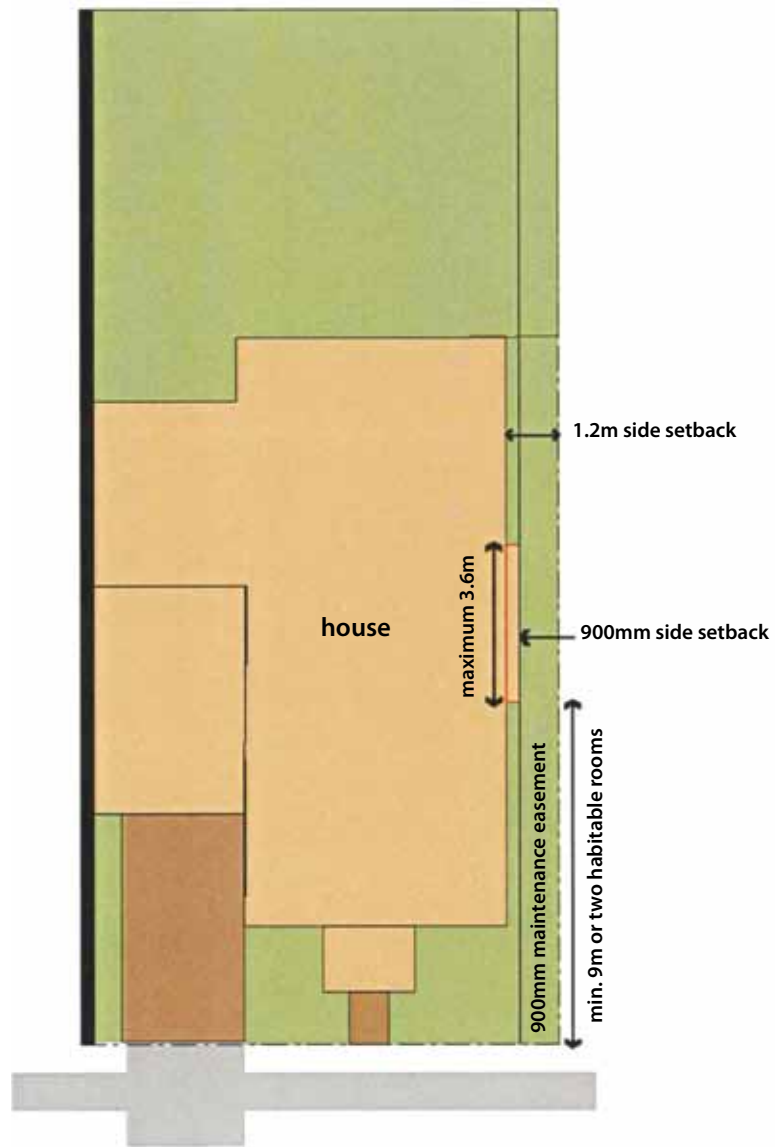 1.2m side setback
maximum 3.6m
house
900mm side setback
900mm maintenance easement
min. 9m or two habitable rooms